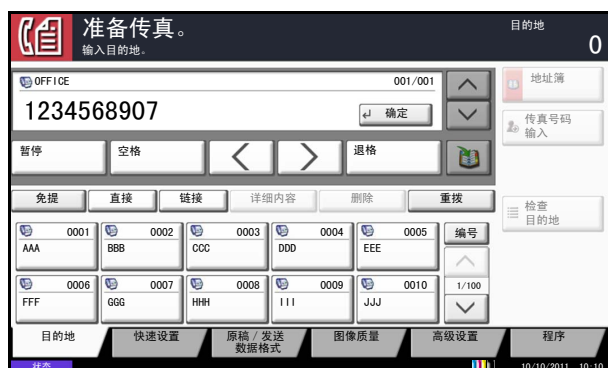 准备传真。
输入目的地。
目的地
0
OFFICE 001/001
1234568907
确定
暂停 空格 退格
地址簿
传真号码
输入
检查
目的地
免提 直接 链接 详细内容 删除 重拨
0001 0002 0003 0004 0005
AAA BBB CCC DDD EEE
编号
0006 0007 0008 0009 0010
FFF GGG HHH III JJJ
1/100
目的地 快速设置 原稿 / 发送
数据格式 图像质量 高级设置 程序
状态 10/10/2011 10:10